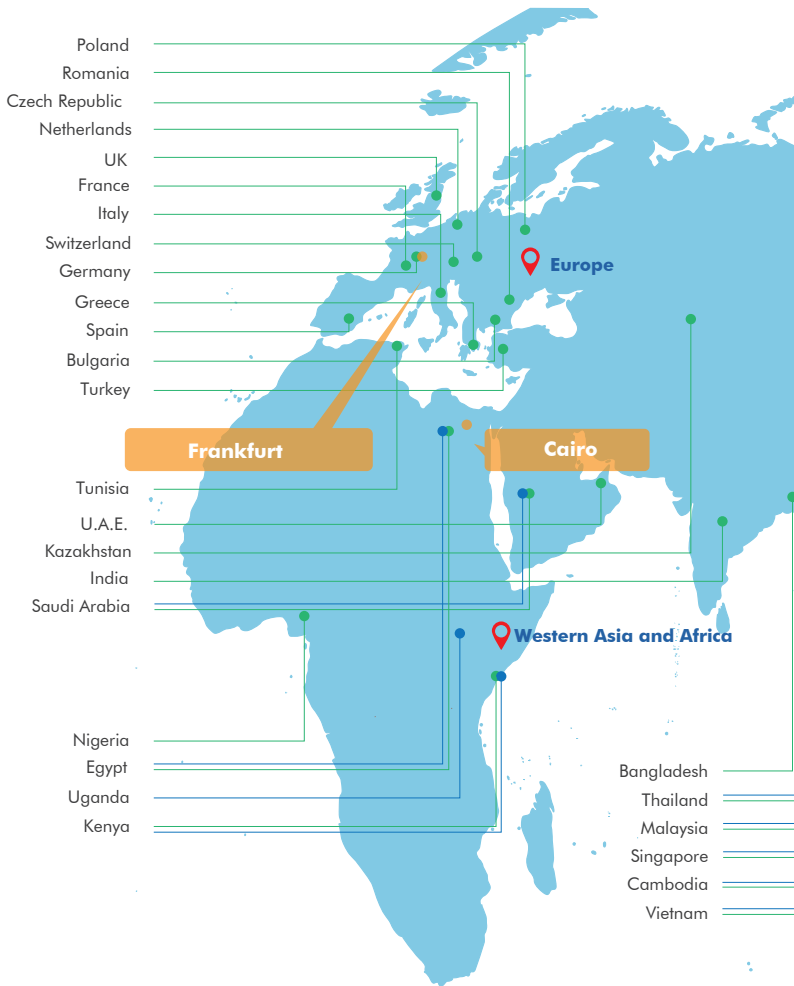 Poland
Romania
Czech Republic
Netherlands
UK
France
Italy
Switzerland
Germany
Europe
Greece
Spain
Bulgaria
Turkey
Frankfurt
Cairo
Tunisia
U.A.E.
Kazakhstan
India
Saudi Arabia
Western Asia and Africa
Nigeria
Egypt
Uganda
Kenya
Bangladesh
Thailand
Malaysia
Singapore
Cambodia
Vietnam